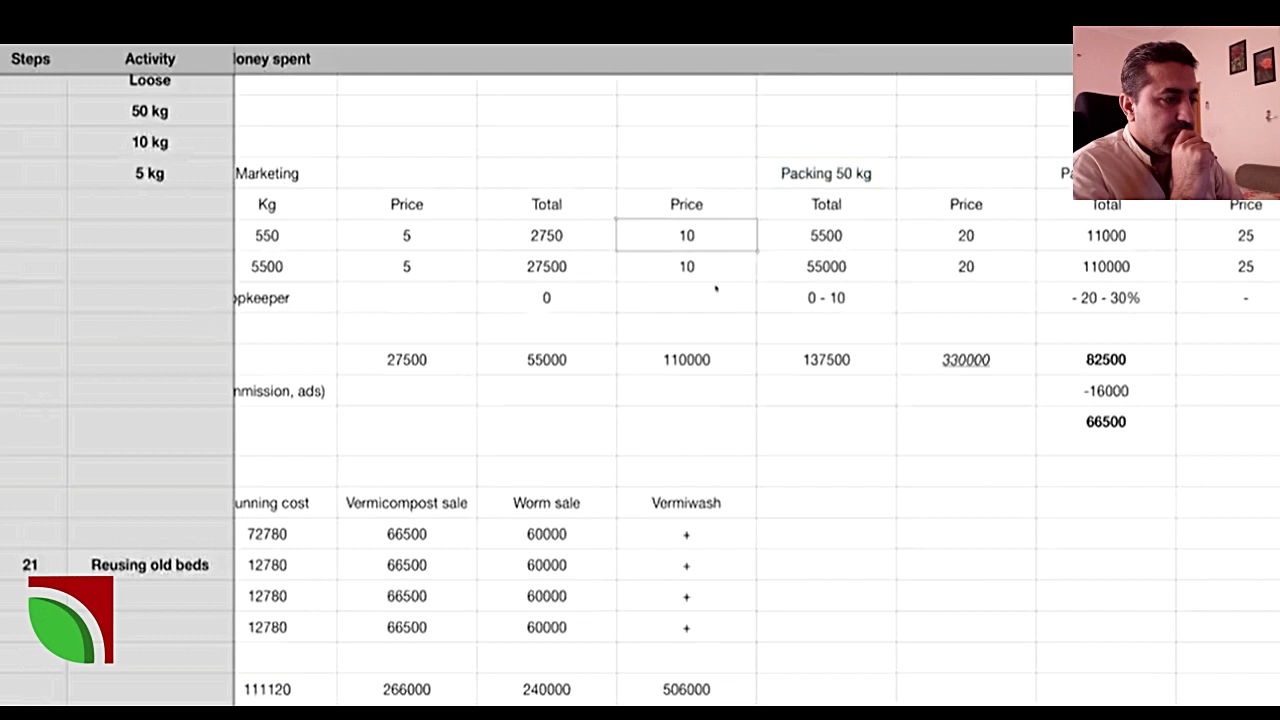 Steps Activity oney spent
Loose
50 kg
10 kg
5 kg Marketing Packing 50 kg
Kg Price Total Price Total Price Total Price
550 5 2750 10 5500 20 11000 25
5500 5 27500 10 55000 20 110000 25
opkeeper 0 0 - 10 - 20 - 30% -
27500 55000 110000 137500 330000 82500
nmission, ads) -16000
66500
unning cost Vermicompost sale Worm sale Vermiwash
72780 66500 60000 +
21 Reusing old beds 12780 66500 60000 +
12780 66500 60000 +
12780 66500 60000 +
111120 266000 240000 506000